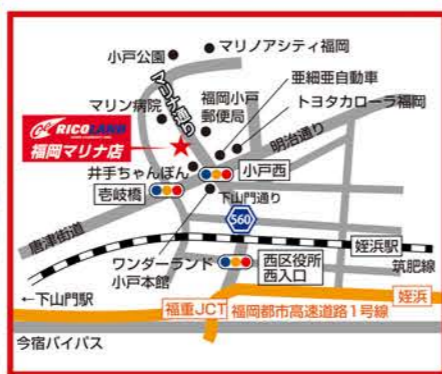 小戸公園
マリノアシティ福岡
マリナ通り
亜細亜自動車
マリン病院
福岡小戸
郵便局
トヨタカローラ福岡
RICOLAND
福岡マリナ店
明治通り
井手ちゃんぽん
小戸西
壱岐橋
下山門通り
唐津街道
560
姪浜駅
ワンダーランド
小戸本館
西区役所
西入口
筑肥線
←下山門駅
福重JCT
福岡都市高速道路1号線
姪浜
今宿バイパス